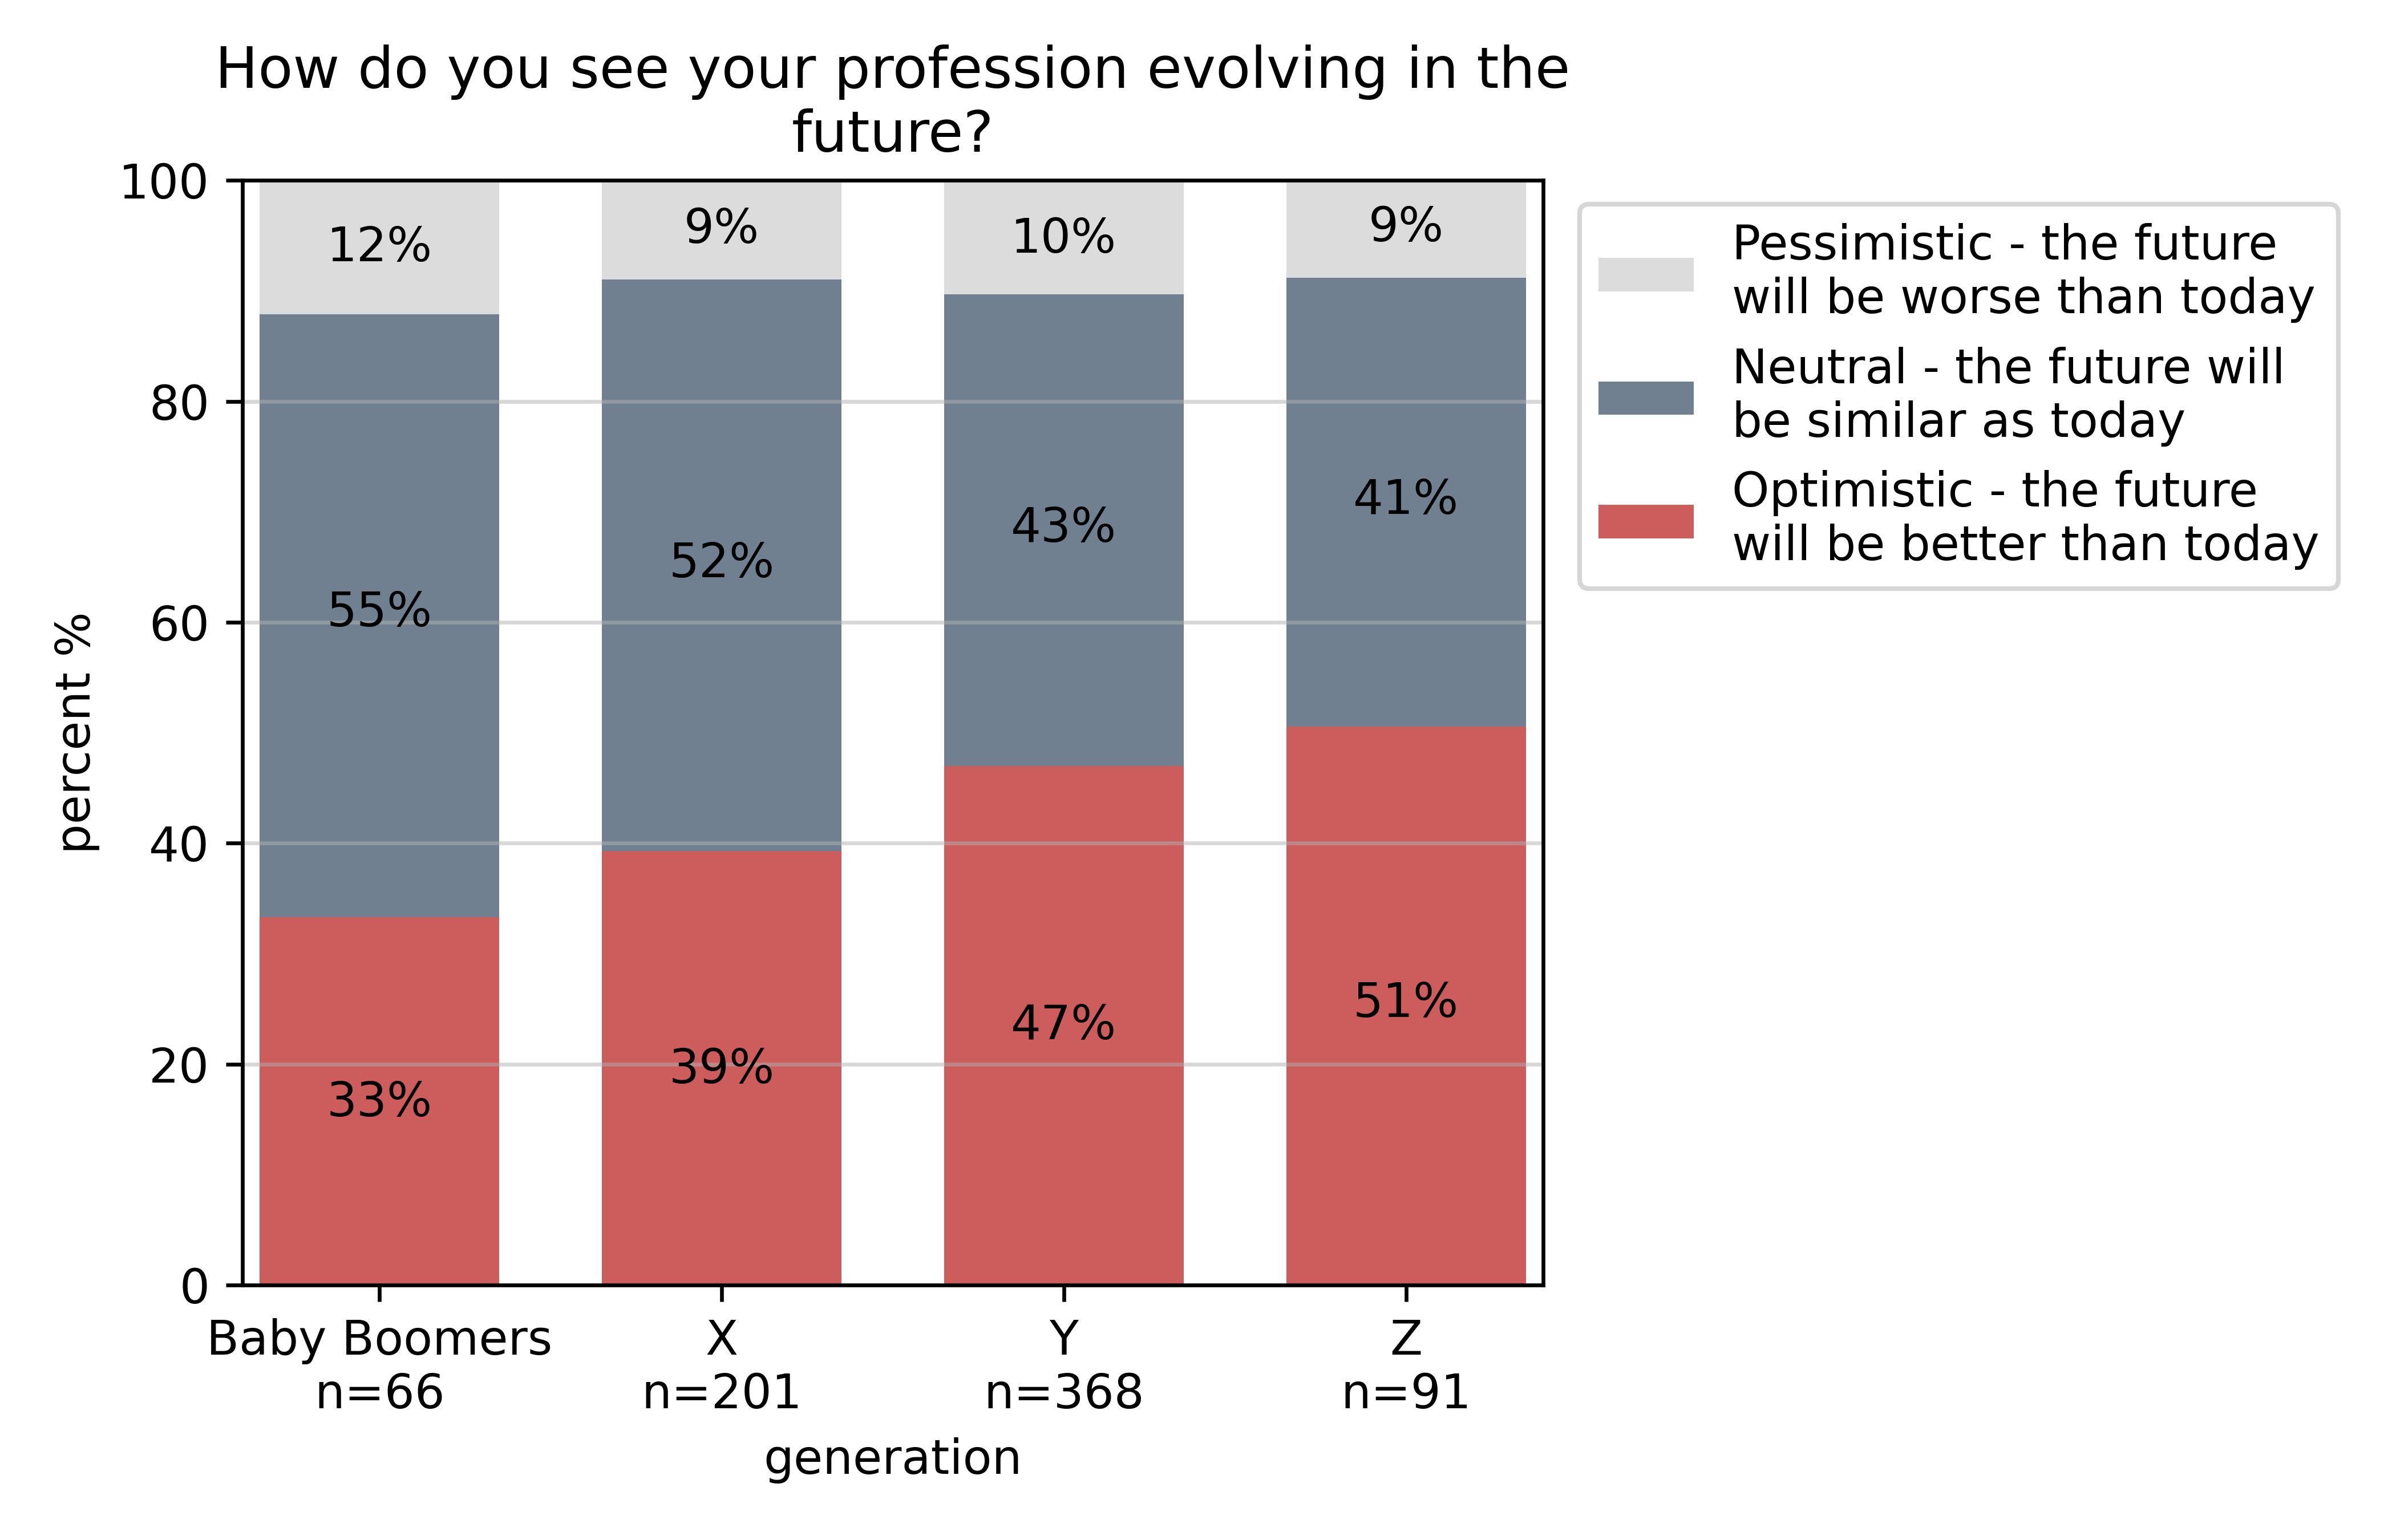 How do you see your profession evolving in the
future?
100
80
60
40
20
0
percent %
12%
9%
10%
9%
55%
52%
43%
41%
33%
39%
47%
51%
Baby Boomers
n=66
X
n=201
Y
n=368
Z
n=91
generation
Pessimistic - the future
will be worse than today
Neutral - the future will
be similar as today
Optimistic - the future
will be better than today